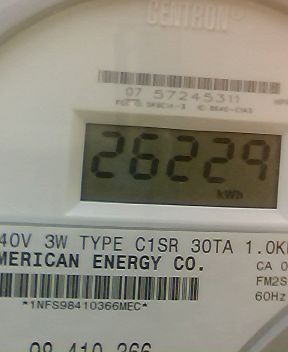 CENTRON®
07 57245311
26229
kWh
40V 3W TYPE C1SR 30TA 1.0K
MERICAN ENERGY CO.
CA 0
FM2S
60Hz
*1NFS98410366MEC*
98 410 366